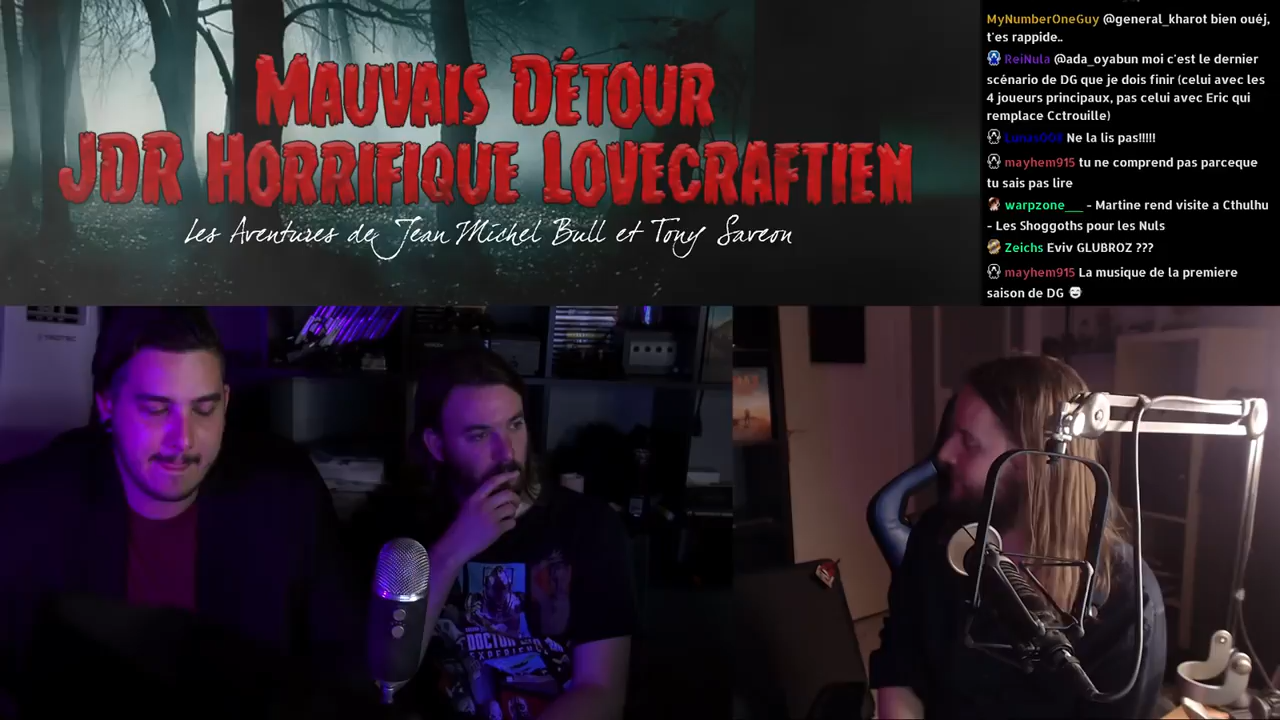 MAUVAIS DÉTOUR
JDR HORRIFIQUE LOVECRAFTIEN
Les Aventures de Jean Michel Bull et Tony Saveon
MyNumberOneGuy @general_kharot bien ouéj,
t'es rappide..
ReiNula @ada_oyabun moi c'est le dernier
scénario de DG que je dois finir (celui avec les
4 joueurs principaux, pas celui avec Eric qui
remplace Cctrouille)
Ne la lis pas!!!!!
mayhem915 tu ne comprend pas parceque
tu sais pas lire
warpzone___ - Martine rend visite a Cthulhu
- Les Shoggoths pour les Nuls
Zeichs Eviv GLUBROZ ???
mayhem915 La musique de la premiere
saison de DG
DOCTOR
EXPERIENCE